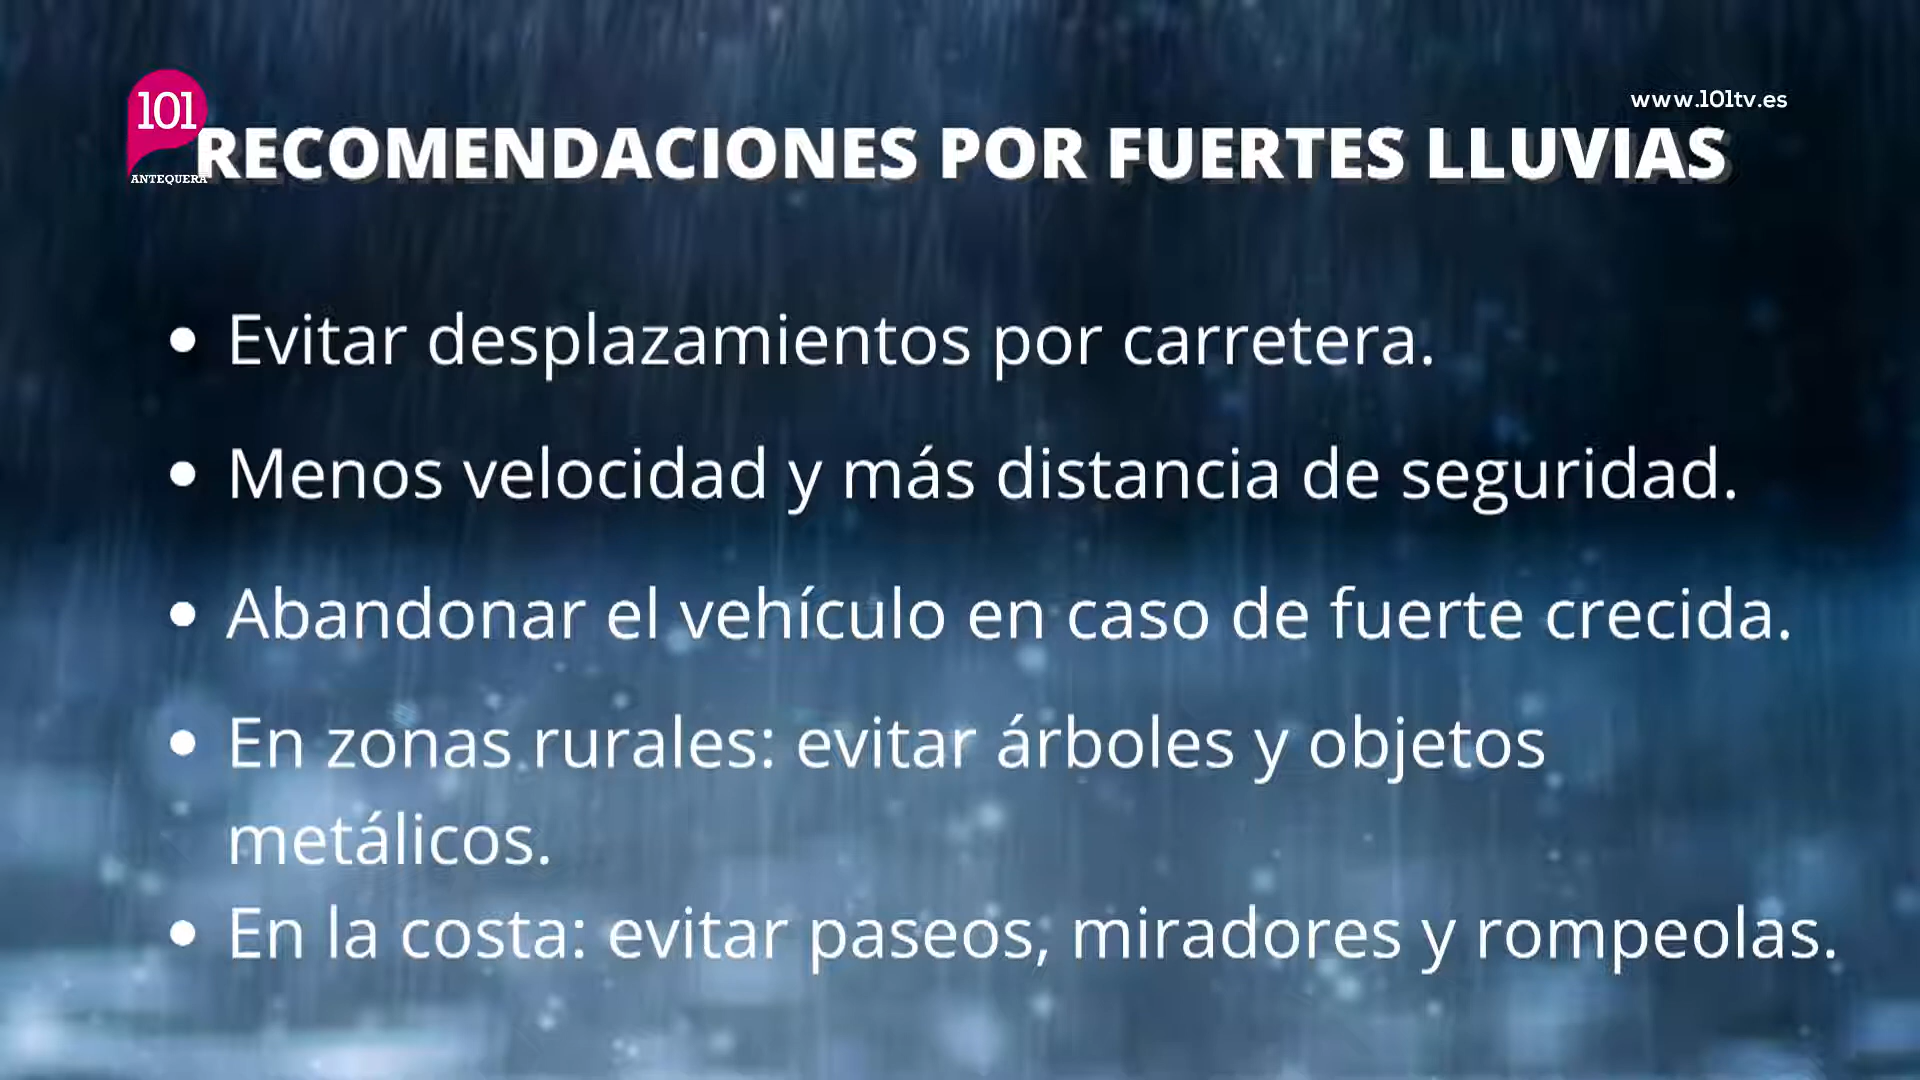 101
ANTEQUERA
www.101tv.es
RECOMENDACIONES POR FUERTES LLUVIAS
• Evitar desplazamientos por carretera.
• Menos velocidad y más distancia de seguridad.
• Abandonar el vehículo en caso de fuerte crecida.
• En zonas rurales: evitar árboles y objetos
metálicos.
• En la costa: evitar paseos, miradores y rompeolas.